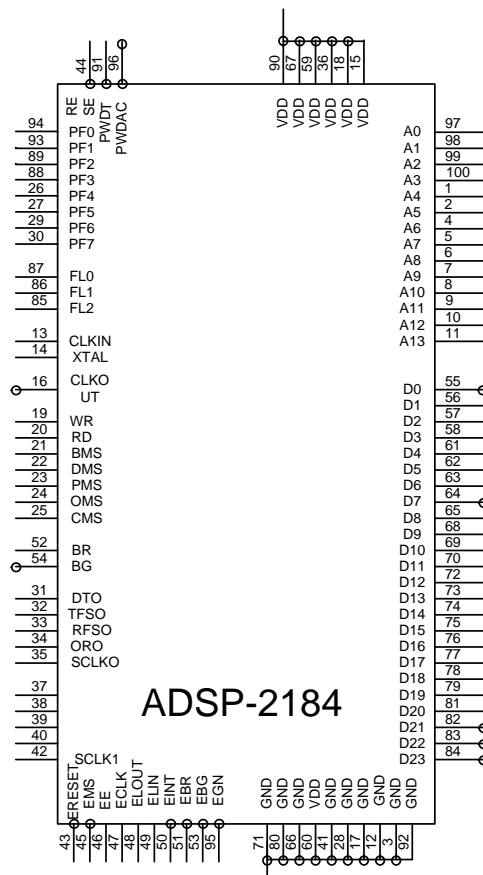 44 91 96
90 67 59 36 18 15
RE SE PWDT PWDAC
VDD VDD VDD VDD VDD VDD
94 PF0
93 PF1
89 PF2
88 PF3
26 PF4
27 PF5
29 PF6
30 PF7
87 FL0
86 FL1
85 FL2
13 CLKIN
14 XTAL
16 CLKO
UT
19 WR
20 RD
21 BMS
22 DMS
23 PMS
24 OMS
25 CMS
52 BR
54 BG
31 DTO
32 TFSO
33 RFSO
34 ORO
35 SCLKO
37
38
39
40
42 SCLK1
A0 97
A1 98
A2 99
A3 100
A4 1
A5 2
A6 4
A7 5
A8 6
A9 7
A10 8
A11 9
A12 10
A13 11
D0 55
D1 56
D2 57
D3 58
D4 61
D5 62
D6 63
D7 64
D8 65
D9 68
D10 69
D11 70
D12 72
D13 73
D14 74
D15 75
D16 76
D17 77
D18 78
D19 79
D20 81
D21 82
D22 83
D23 84
ADSP-2184
ERESET EMS EE ECLK ELOUT ELIN EINT EBR EBG EGN
GND GND GND VDD GND GND GND GND GND GND
43 45 46 47 48 49 50 51 53 95
71 80 66 60 41 28 17 12 3 92